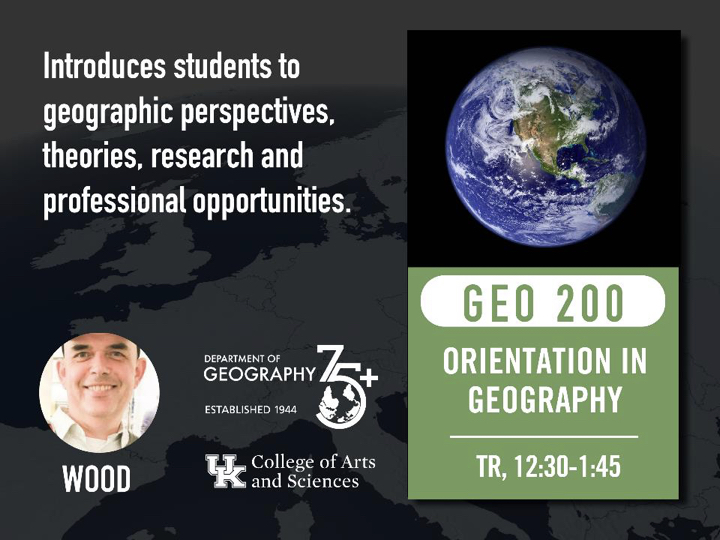 Introduces students to
geographic perspectives,
theories, research and
professional opportunities.
WOOD
DEPARTMENT OF
GEOGRAPHY 75+
ESTABLISHED 1944
UK College of Arts
and Sciences
GEO 200
ORIENTATION IN
GEOGRAPHY
TR, 12:30-1:45